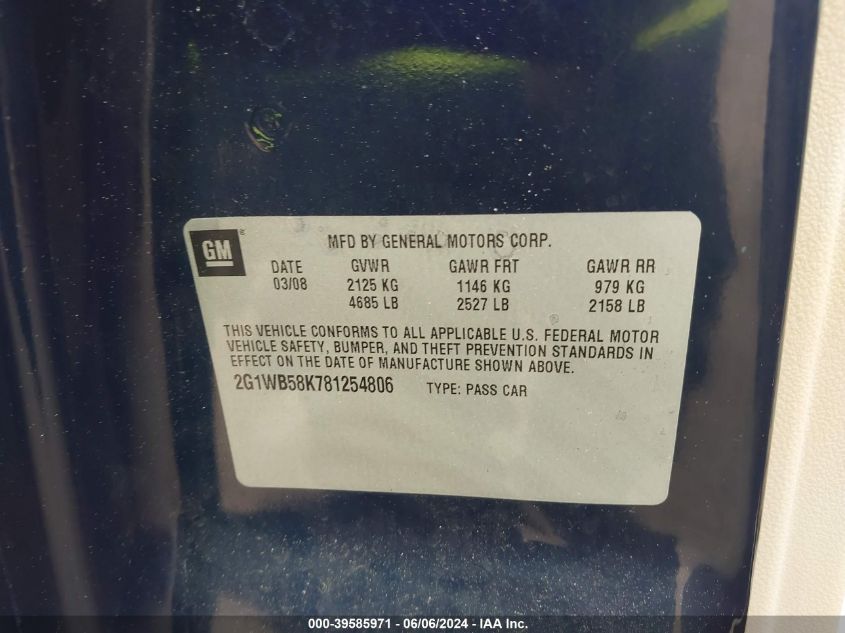 GM
MFD BY GENERAL MOTORS CORP.
DATE GVWR GAWR FRT GAWR RR
03/08 2125 KG 1146 KG 979 KG
4685 LB 2527 LB 2158 LB
THIS VEHICLE CONFORMS TO ALL APPLICABLE U.S. FEDERAL MOTOR
VEHICLE SAFETY, BUMPER, AND THEFT PREVENTION STANDARDS IN
EFFECT ON THE DATE OF MANUFACTURE SHOWN ABOVE.
2G1WB58K781254806 TYPE: PASS CAR
000-39585971 - 06/06/2024 - IAA Inc.